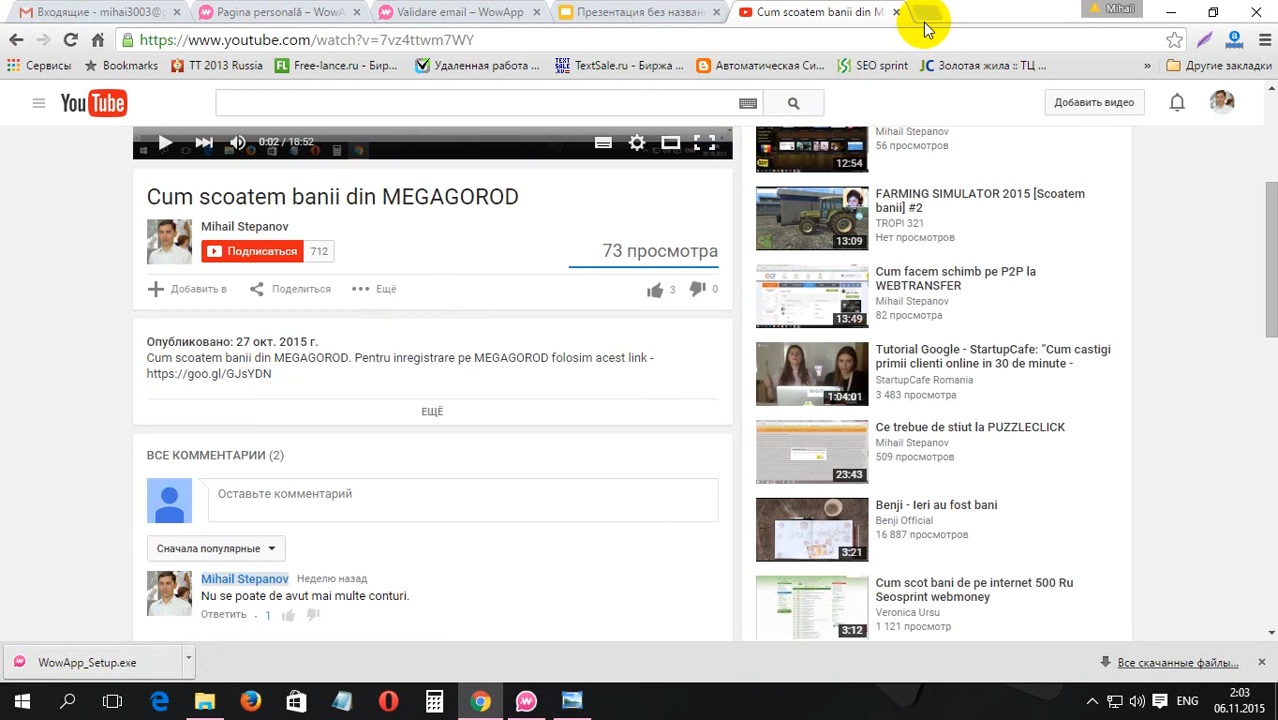 Входящие - mihai3003@g
Pagina personală – WowA
Validare email – WowApp
Презентация без назван
Cum scoatem banii din M
Mihail
https://www.youtube.com/watch?v=7vz4ttwm7WY
Сервисы
Bookmarks
TT 2013 Russia
Free-lance.ru - Бир...
Удаленная работа...
TextSale.ru - Биржа ...
Автоматическая Си...
SEO sprint
Золотая жила :: ТЦ ...
»
Другие закладки
YouTube
Добавить видео
0:02 / 18:52
Cum scoatem banii din MEGAGOROD
Mihail Stepanov
Подписаться 712
73 просмотра
Добавить в
Поделиться
Ещё
3
0
Опубликовано: 27 окт. 2015 г.
Cum scoatem banii din MEGAGOROD. Pentru inregistrare pe MEGAGOROD folosim acest link -
https://goo.gl/GJsYDN
ЕЩЁ
ВСЕ КОММЕНТАРИИ (2)
Оставьте комментарий
Сначала популярные
Mihail Stepanov Неделю назад
Nu se poate de avut mai multe conturi.
Ответить
Mihail Stepanov
56 просмотров
12:54
FARMING SIMULATOR 2015 [Scoatem
banii] #2
TROPI 321
Нет просмотров
13:09
Cum facem schimb pe P2P la
WEBTRANSFER
Mihail Stepanov
82 просмотра
13:49
Tutorial Google - StartupCafe: "Cum castigi
primii clienti online in 30 de minute -
StartupCafe Romania
3 483 просмотра
1:04:01
Ce trebue de stiut la PUZZLECLICK
Mihail Stepanov
509 просмотров
23:43
Benji - Ieri au fost bani
Benji Official
16 887 просмотров
3:21
Cum scot bani de pe internet 500 Ru
Seosprint webmoney
Veronica Ursu
1 121 просмотр
3:12
WowApp_Setup.exe
Все скачанные файлы...
ENG
2:03
06.11.2015